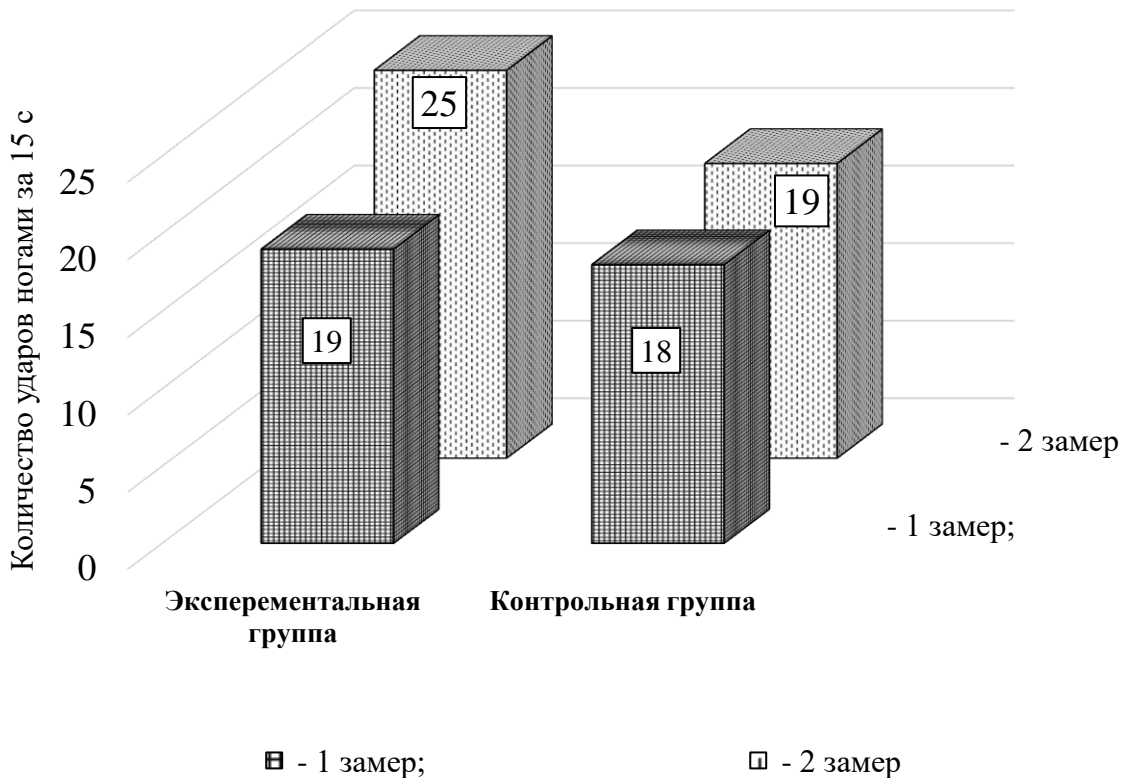 Количество ударов ногами за 15 с
25
20
15
10
5
0
25
19
19
18
- 2 замер
- 1 замер;
Эксперементальная
группа
Контрольная группа
- 1 замер;
- 2 замер